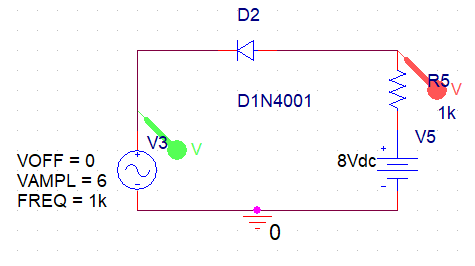 D2
R5
V
D1N4001
1k
V3
V
V5
VOFF = 0
8Vdc
VAMPL = 6
FREQ = 1k
0